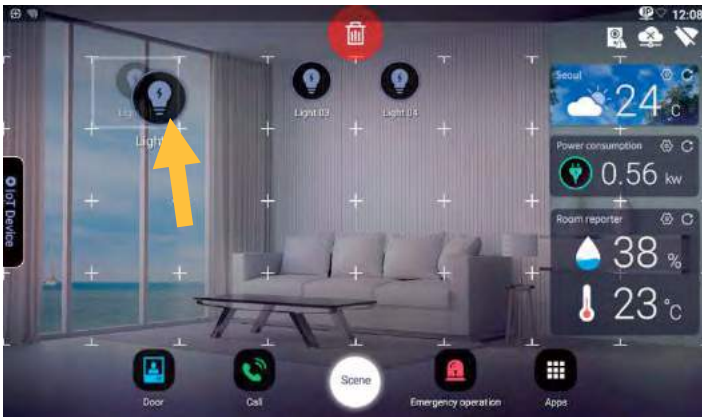 IP
12:08
Seoul
24 °C
Light 03
Light 04
Light
Power consumption
0.56 kw
IoT Device
Room reporter
38 %
23 °C
Door
Call
Scene
Emergency operation
Apps